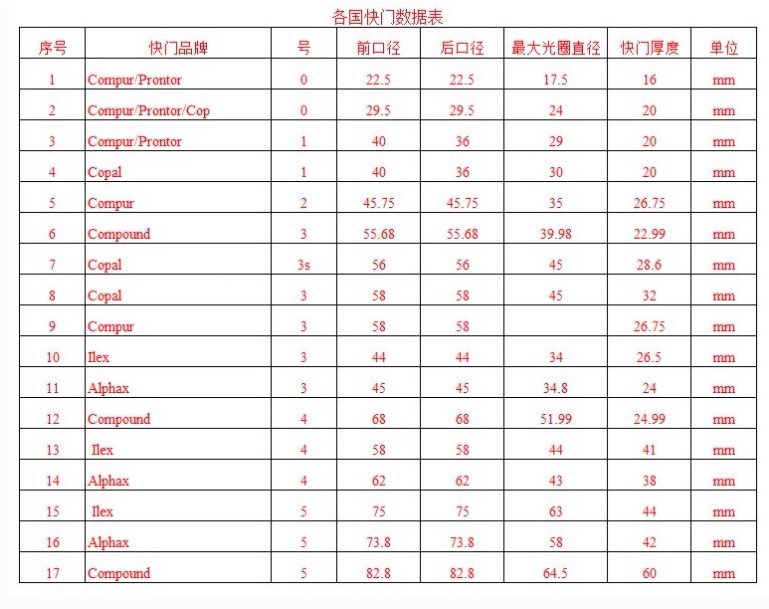 各国快门数据表
序号 快门品牌 号 前口径 后口径 最大光圈直径 快门厚度 单位
1 Compur/Prontor 0 22.5 22.5 17.5 16 mm
2 Compur/Prontor/Cop 0 29.5 29.5 24 20 mm
3 Compur/Prontor 1 40 36 29 20 mm
4 Copal 1 40 36 30 20 mm
5 Compur 2 45.75 45.75 35 26.75 mm
6 Compound 3 55.68 55.68 39.98 22.99 mm
7 Copal 3s 56 56 45 28.6 mm
8 Copal 3 58 58 45 32 mm
9 Compur 3 58 58 26.75 mm
10 Ilex 3 44 44 34 26.5 mm
11 Alphax 3 45 45 34.8 24 mm
12 Compound 4 68 68 51.99 24.99 mm
13 Ilex 4 58 58 44 41 mm
14 Alphax 4 62 62 43 38 mm
15 Ilex 5 75 75 63 44 mm
16 Alphax 5 73.8 73.8 58 42 mm
17 Compound 5 82.8 82.8 64.5 60 mm